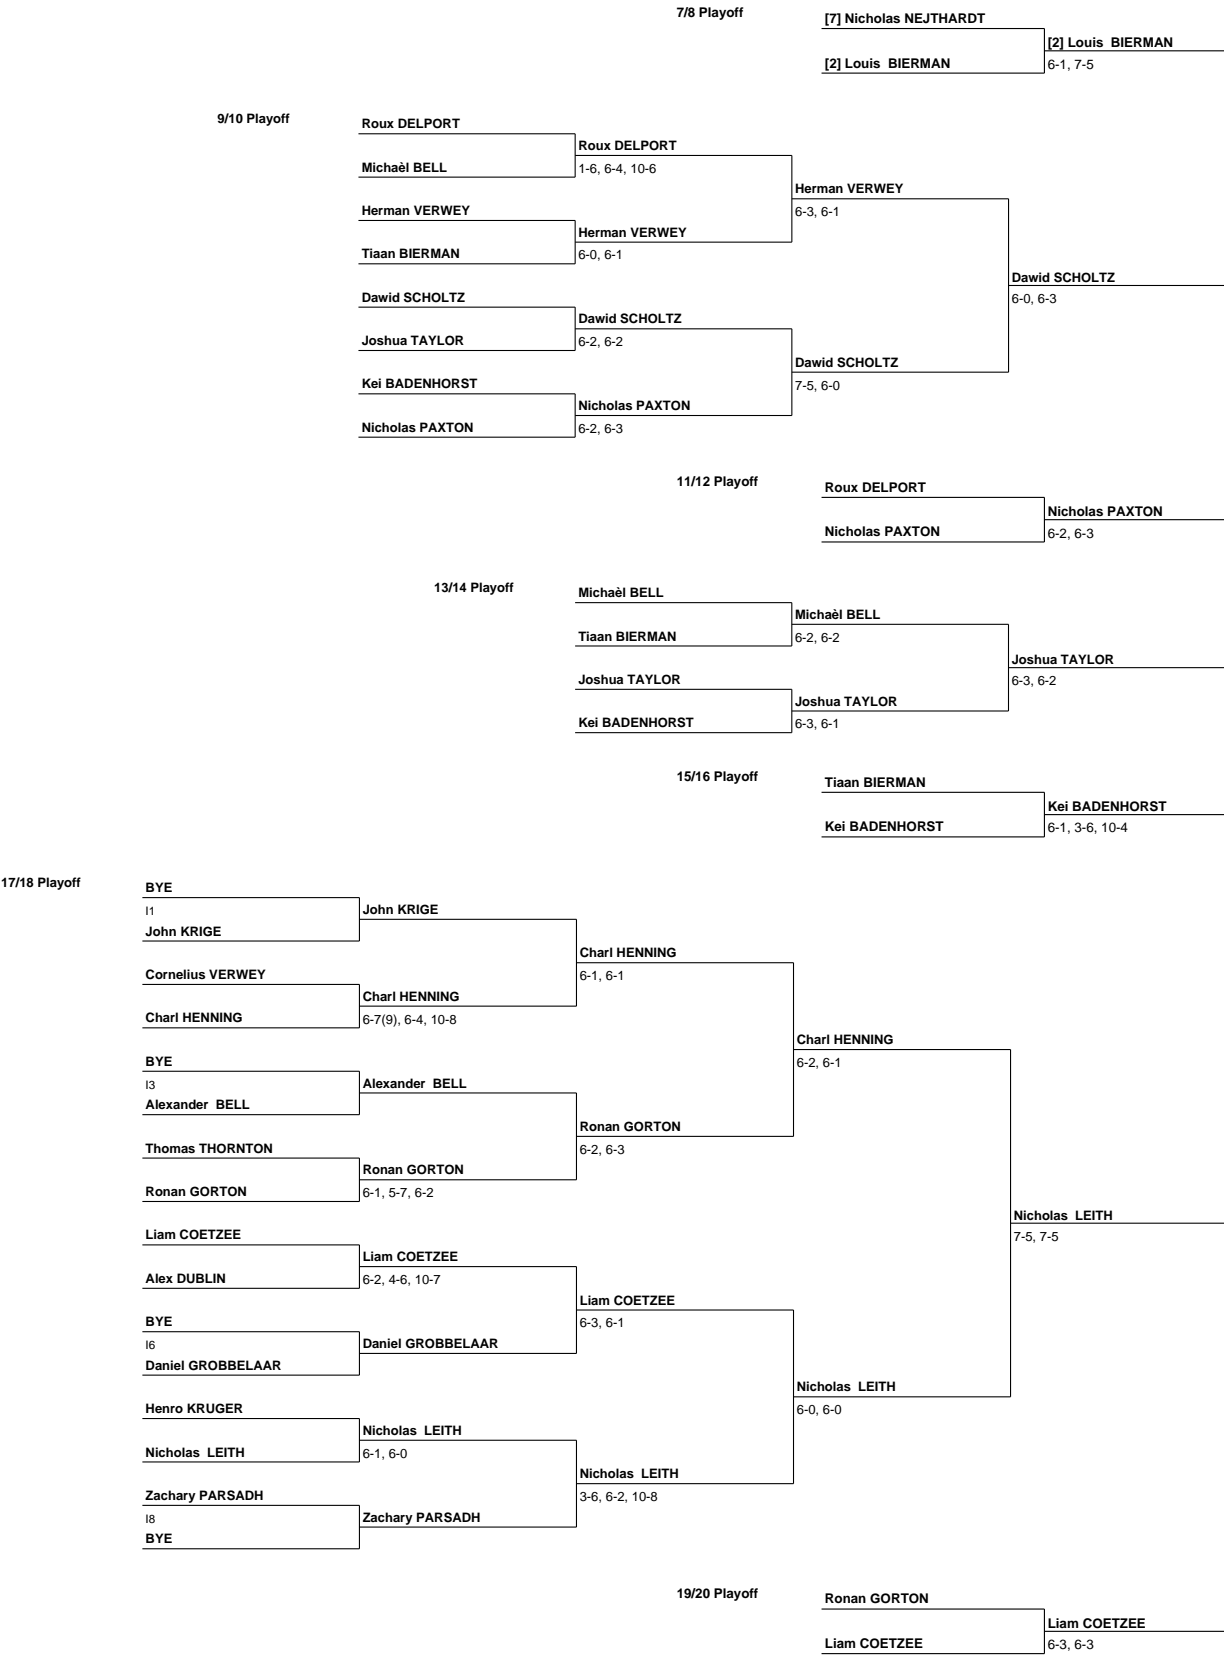 7/8 Playoff
[7] Nicholas NEJTHARDT
[2] Louis  BIERMAN
[2] Louis  BIERMAN
6-1, 7-5
9/10 Playoff
Roux DELPORT
Roux DELPORT
Michaèl BELL
1-6, 6-4, 10-6
Herman VERWEY
Herman VERWEY
6-3, 6-1
Herman VERWEY
Tiaan BIERMAN
6-0, 6-1
Dawid SCHOLTZ
6-0, 6-3
Dawid SCHOLTZ
Dawid SCHOLTZ
Joshua TAYLOR
6-2, 6-2
Dawid SCHOLTZ
7-5, 6-0
Kei BADENHORST
Nicholas PAXTON
Nicholas PAXTON
6-2, 6-3
11/12 Playoff
Roux DELPORT
Nicholas PAXTON
Nicholas PAXTON
6-2, 6-3
13/14 Playoff
Michaèl BELL
Michaèl BELL
Tiaan BIERMAN
6-2, 6-2
Joshua TAYLOR
6-3, 6-2
Joshua TAYLOR
Joshua TAYLOR
Kei BADENHORST
6-3, 6-1
15/16 Playoff
Tiaan BIERMAN
Kei BADENHORST
Kei BADENHORST
6-1, 3-6, 10-4
17/18 Playoff
BYE
I1
John KRIGE
John KRIGE
Charl HENNING
6-1, 6-1
Cornelius VERWEY
Charl HENNING
Charl HENNING
6-7(9), 6-4, 10-8
Charl HENNING
6-2, 6-1
BYE
I3
Alexander  BELL
Alexander  BELL
Ronan GORTON
6-2, 6-3
Thomas THORNTON
Ronan GORTON
Ronan GORTON
6-1, 5-7, 6-2
Nicholas  LEITH
7-5, 7-5
Liam COETZEE
Liam COETZEE
Alex DUBLIN
6-2, 4-6, 10-7
Liam COETZEE
6-3, 6-1
BYE
I6
Daniel GROBBELAAR
Daniel GROBBELAAR
Nicholas  LEITH
6-0, 6-0
Henro KRUGER
Nicholas  LEITH
Nicholas  LEITH
6-1, 6-0
Nicholas  LEITH
3-6, 6-2, 10-8
Zachary PARSADH
I8
Zachary PARSADH
BYE
19/20 Playoff
Ronan GORTON
Liam COETZEE
Liam COETZEE
6-3, 6-3